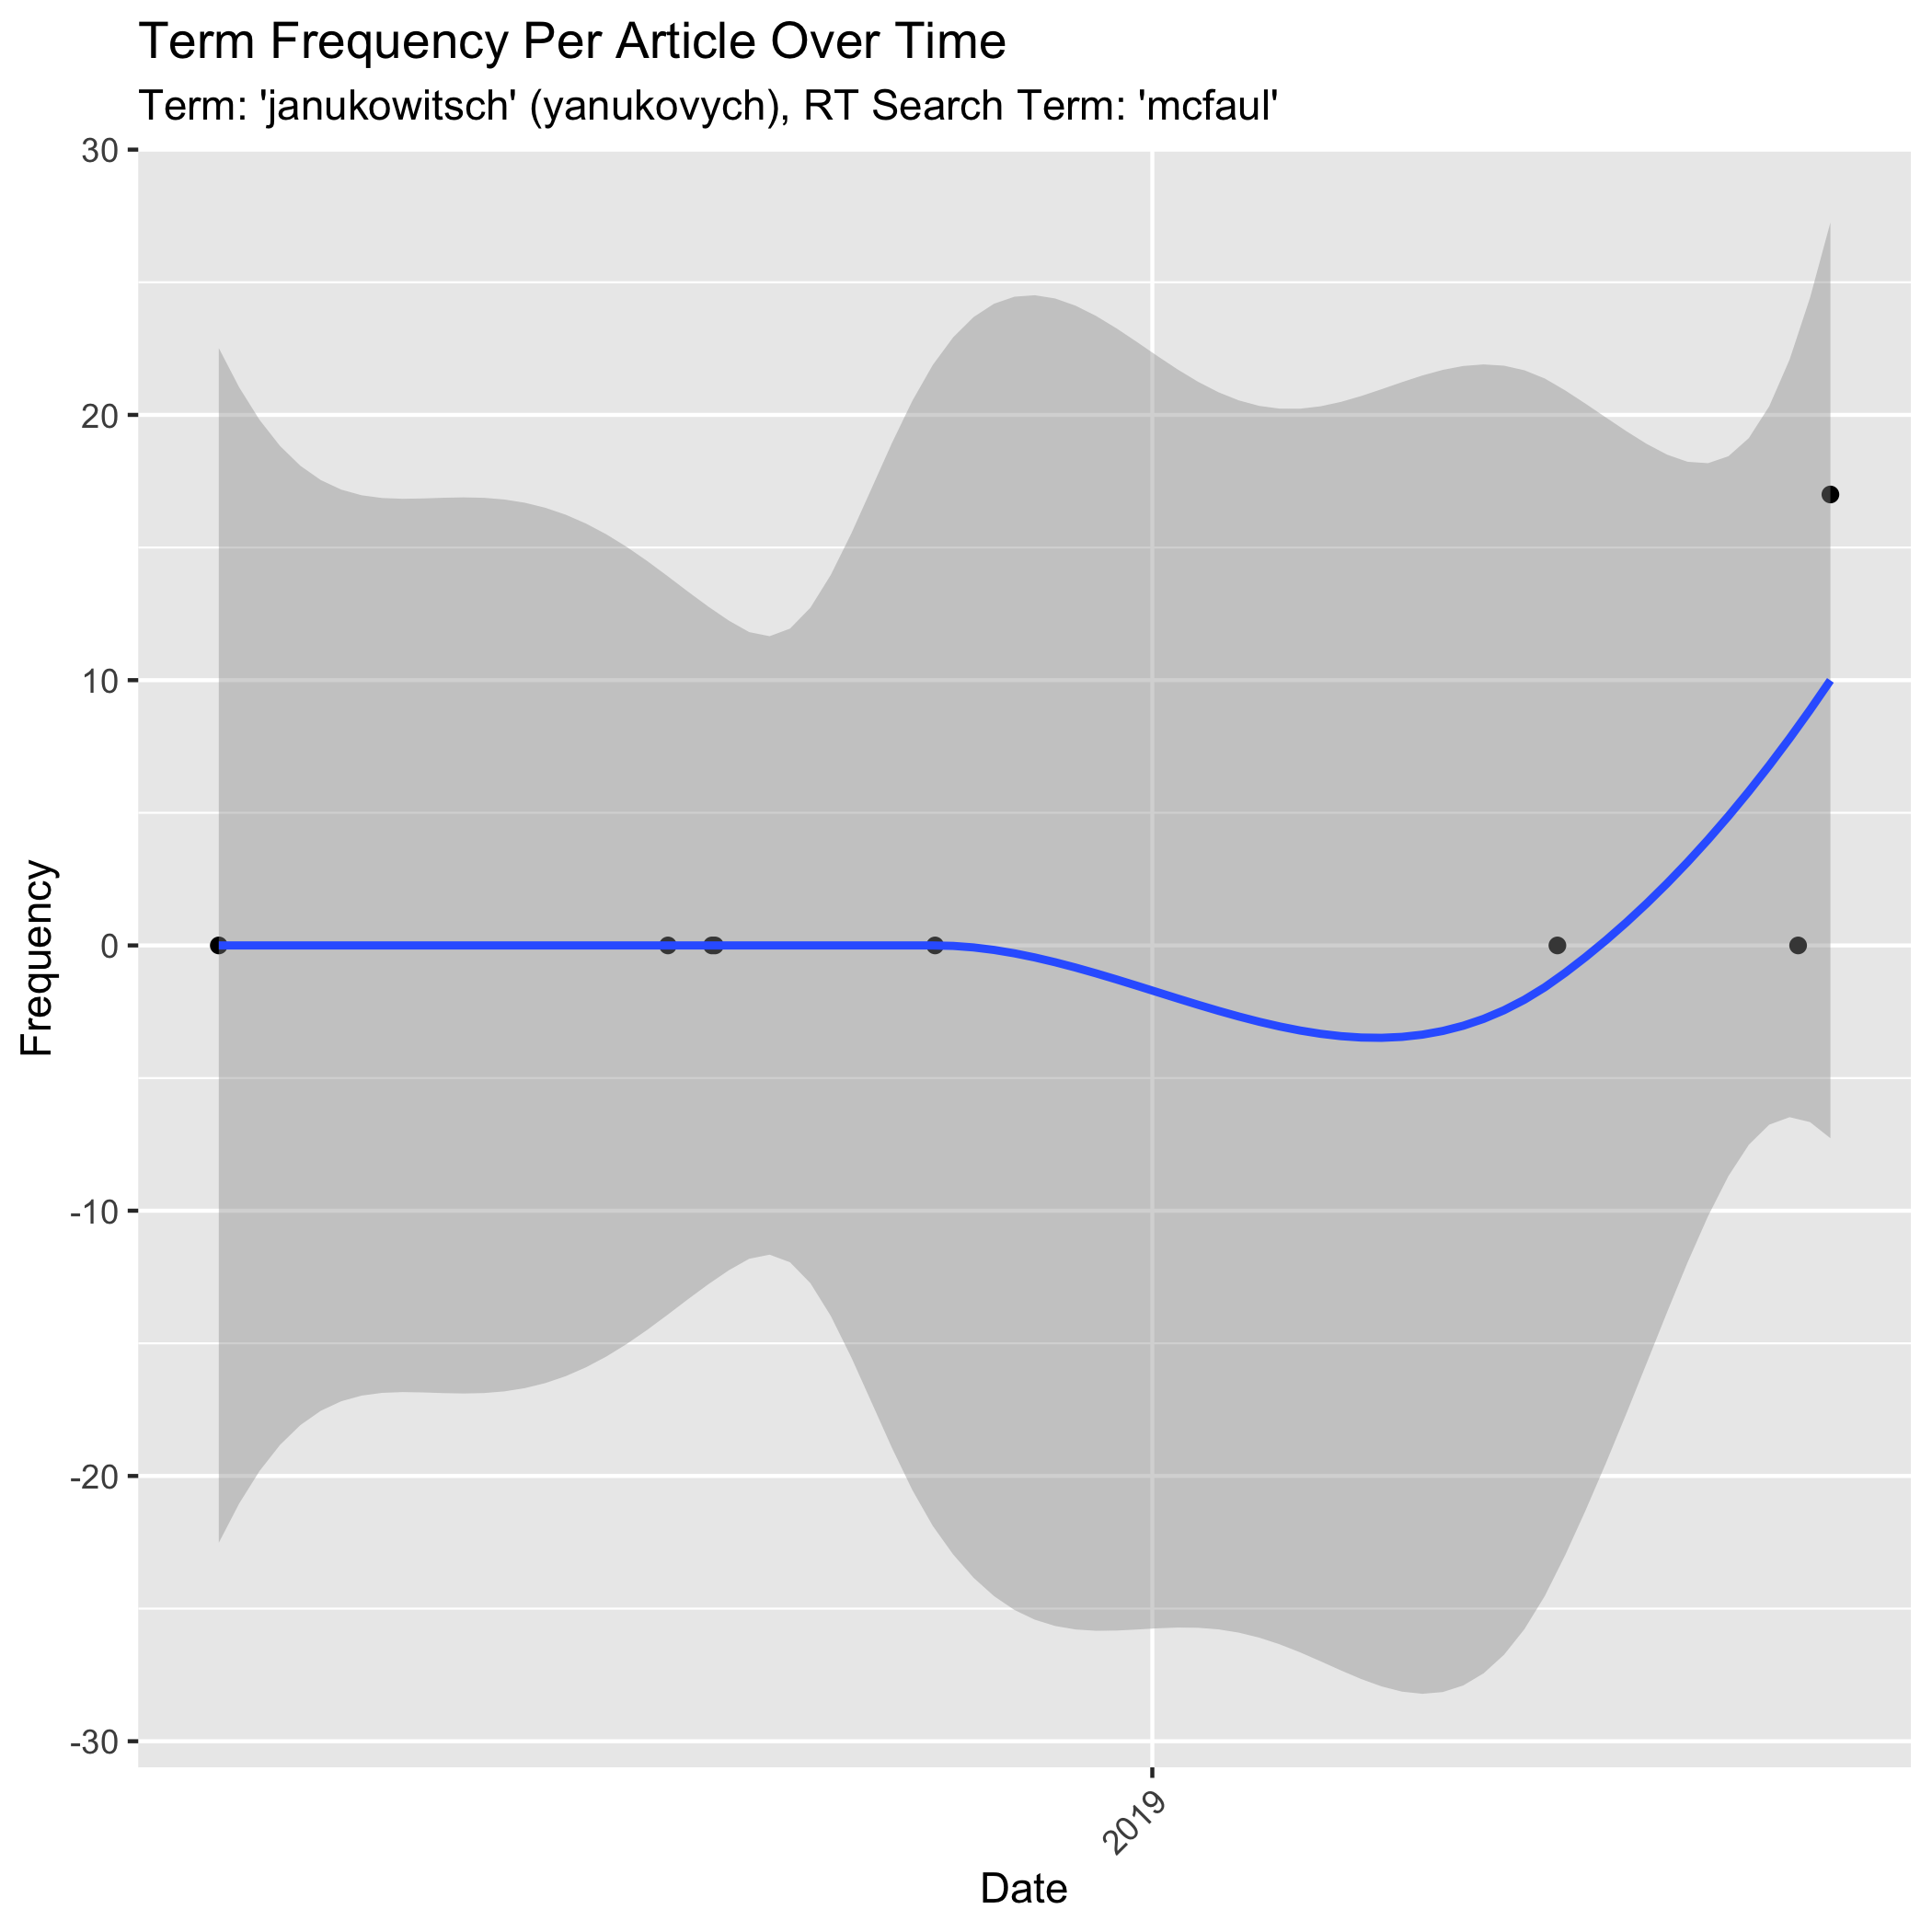 Term Frequency Per Article Over Time
Term: 'janukowitsch' (yanukovych), RT Search Term: 'mcfaul'
30
20
10
0
-10
-20
-30
Frequency
2019
Date